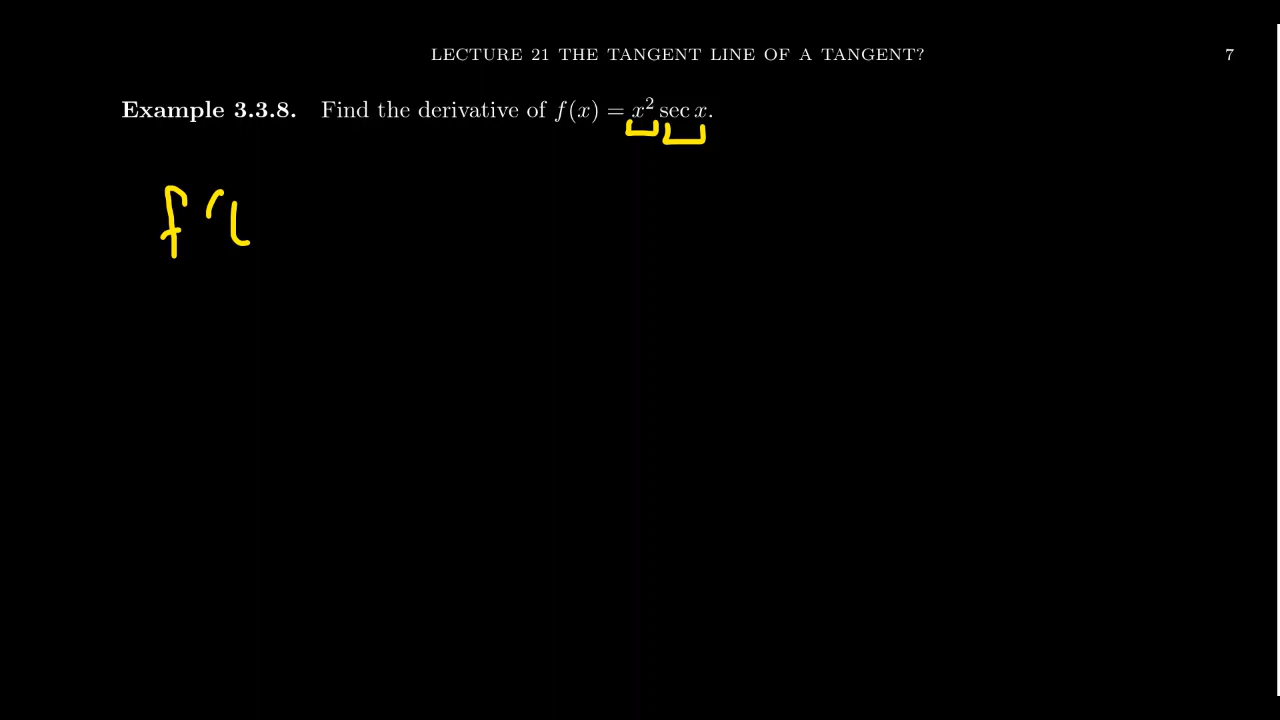 LECTURE 21 THE TANGENT LINE OF A TANGENT? 7
Example 3.3.8. Find the derivative of f(x) = x² sec x.
f'(